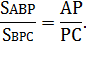 S_ABP / S_BPC = AP / PC.